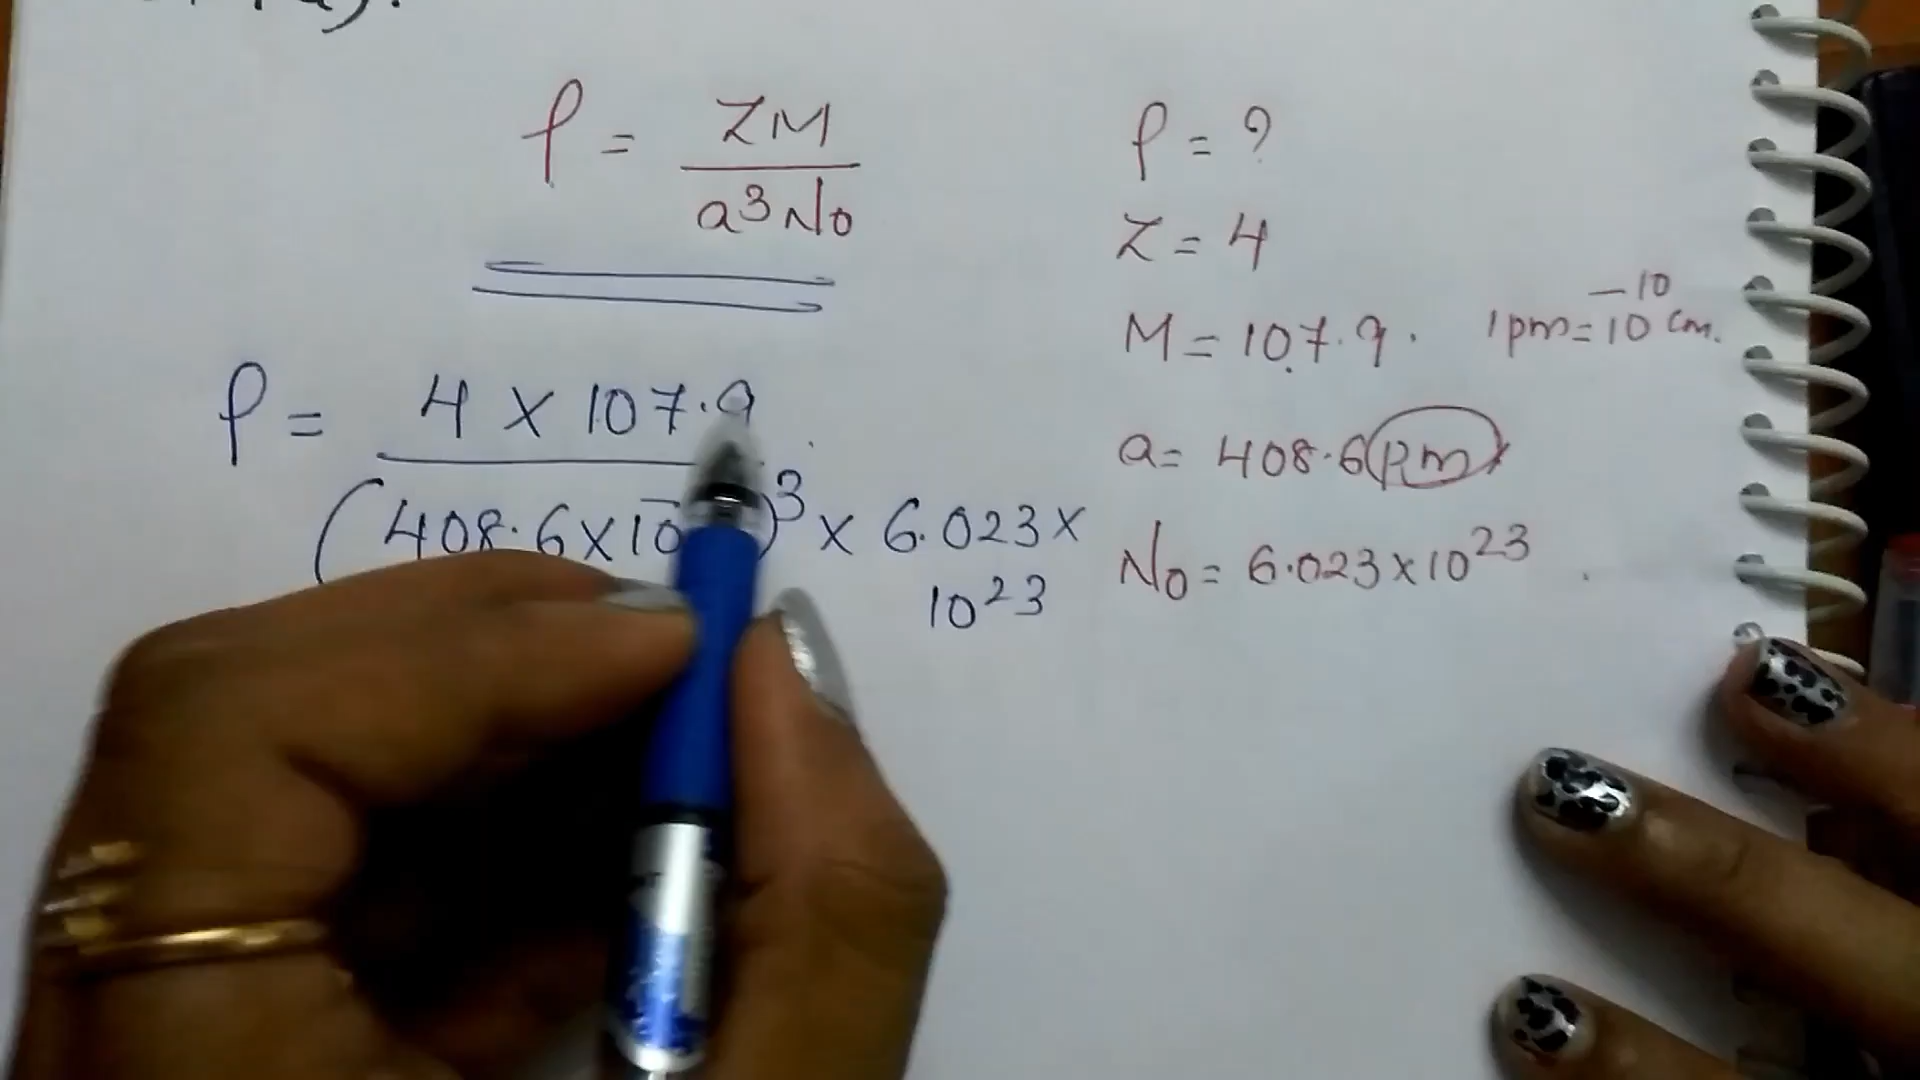 ρ = ZM / a³N₀
ρ = ?
Z = 4
M = 107.9. 1pm = 10⁻¹⁰ cm.
a = 408.6 pm
N₀ = 6.023 x 10²³
ρ = 4 x 107.9
(408.6 x 10⁻ )³ x 6.023 x
10²³